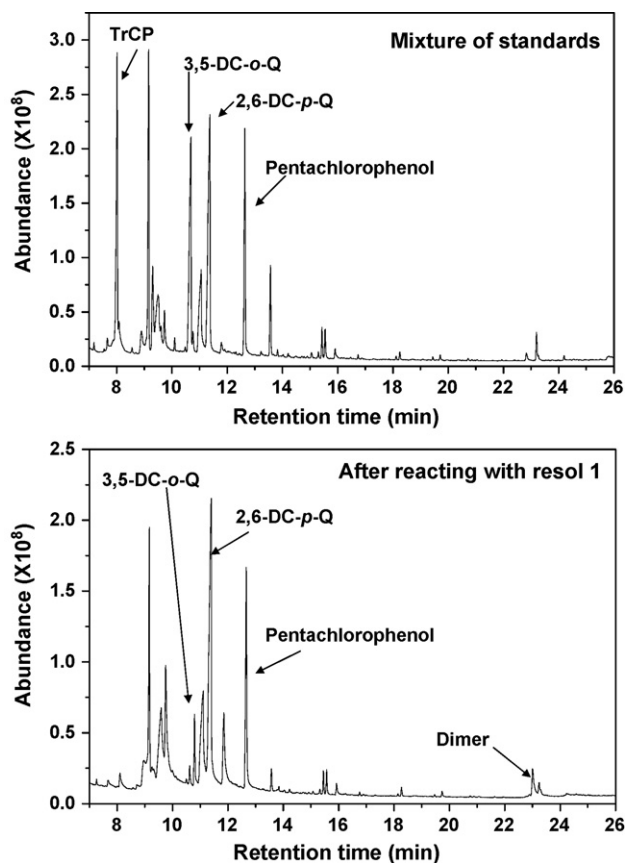 Mixture of standards
TrCP
3,5-DC-o-Q
2,6-DC-p-Q
Pentachlorophenol
Abundance (X10⁸)
3.0
2.5
2.0
1.5
1.0
0.5
0.0
8 10 12 14 16 18 20 22 24 26
Retention time (min)
After reacting with resol 1
3,5-DC-o-Q
2,6-DC-p-Q
Pentachlorophenol
Dimer
Abundance (X10⁸)
2.5
2.0
1.5
1.0
0.5
0.0
8 10 12 14 16 18 20 22 24 26
Retention time (min)